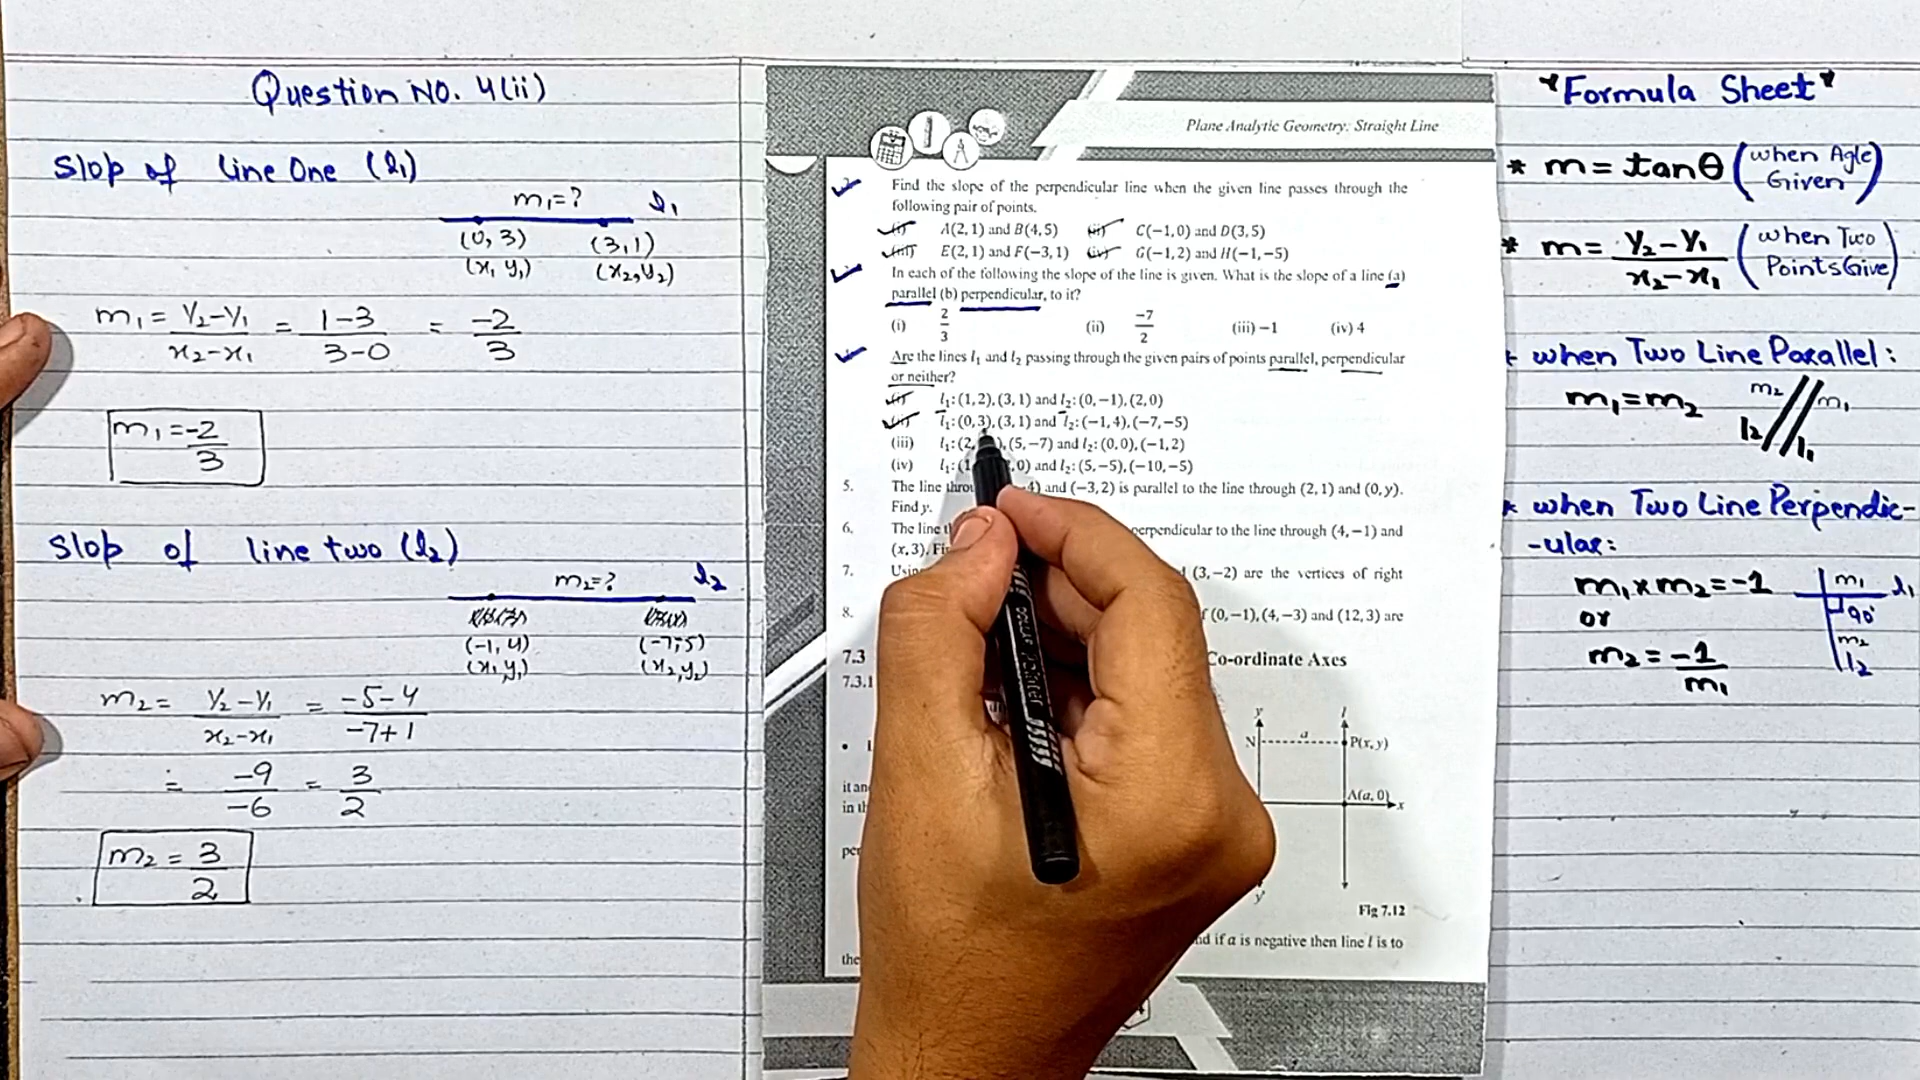 Question NO. 4(ii)
Slop of line One (l₁)
m₁=? l₁
(0,3) (3,1)
(x₁ y₁) (x₂,y₂)
m₁ = y₂-y₁ / x₂-x₁ = 1-3 / 3-0 = -2 / 3
m₁ = -2 / 3
Slop of line two (l₂)
m₂=? l₂
(-1,4) (-7,-5)
(x₁,y₁) (x₂,y₂)
m₂ = y₂-y₁ / x₂-x₁ = -5-4 / -7+1
= -9 / -6 = 3 / 2
m₂ = 3 / 2
Plane Analytic Geometry: Straight Line
Find the slope of the perpendicular line when the given line passes through the
following pair of points.
(i) A(2, 1) and B(4, 5) (ii) C(−1, 0) and D(3, 5)
(iii) E(2, 1) and F(−3, 1) (iv) G(−1, 2) and H(−1, −5)
In each of the following the slope of the line is given. What is the slope of a line (a)
parallel (b) perpendicular, to it?
(i) 2/3 (ii) −7/2 (iii) −1 (iv) 4
Are the lines l₁ and l₂ passing through the given pairs of points parallel, perpendicular
or neither?
(i) l₁: (1, 2), (3, 1) and l₂: (0, −1), (2, 0)
(ii) l₁: (0, 3), (3, 1) and l₂: (−1, 4), (−7, −5)
(iii) l₁: (2, ), (5, −7) and l₂: (0, 0), (−1, 2)
(iv) l₁: (1 , 0) and l₂: (5, −5), (−10, −5)
5. The line throu 4) and (−3, 2) is parallel to the line through (2, 1) and (0, y).
Find y.
6. The line t perpendicular to the line through (4, −1) and
(x, 3). Fi
7. Usin (3, −2) are the vertices of right
8. f (0, −1), (4, −3) and (12, 3) are
7.3 Co-ordinate Axes
7.3.1
y l
N a P(x, y)
it an
in th A(a, 0) x
per
y'
Fig 7.12
nd if a is negative then line l is to
the
"Formula Sheet"
* m = tanθ (when Agle Given)
* m = y₂-y₁ / x₂-x₁ (when Two Points Give)
* when Two Line Parallel:
m₁=m₂ m₂ m₁
l₂ l₁
* when Two Line Perpendic-
-ular:
m₁×m₂=-1 m₁ l₁
or 90°
m₂ = -1 / m₁ m₂ l₂